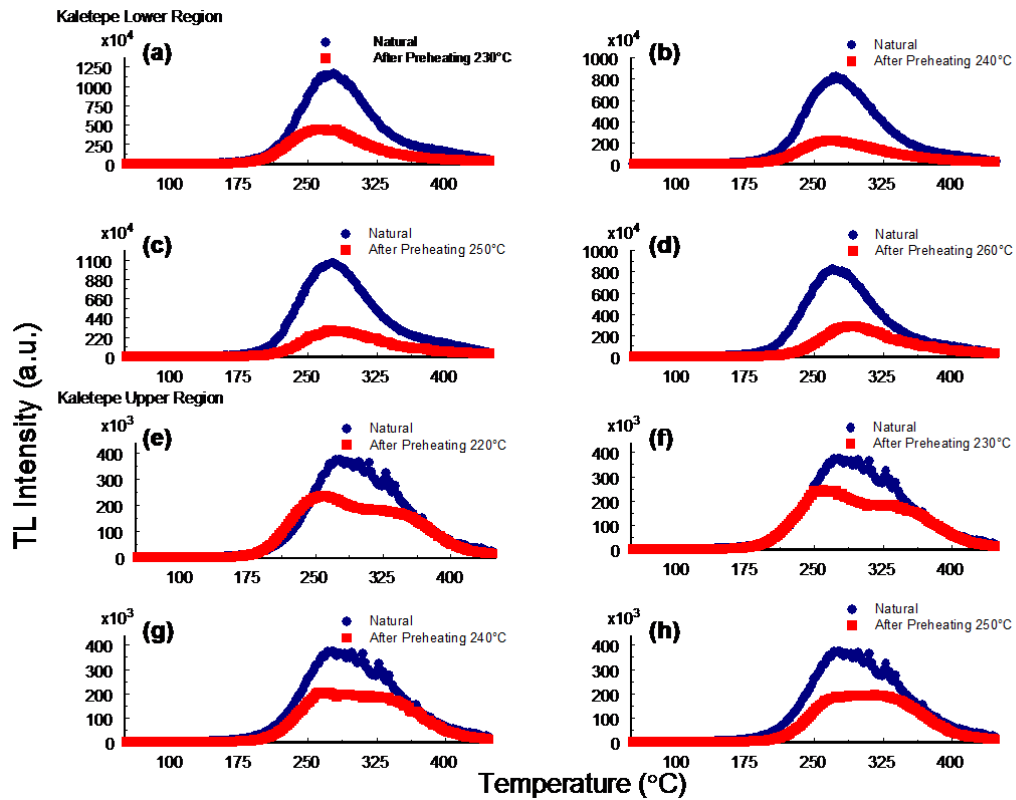 Kaletepe Lower Region
x10⁴
(a)
Natural
After Preheating 230°C
1250
1000
750
500
250
0
100 175 250 325 400
x10⁴
(b)
Natural
After Preheating 240°C
1000
800
600
400
200
0
100 175 250 325 400
x10⁴
(c)
Natural
After Preheating 250°C
1100
880
660
440
220
0
100 175 250 325 400
x10⁴
(d)
Natural
After Preheating 260°C
1000
800
600
400
200
0
100 175 250 325 400
TL Intensity (a.u.)
Kaletepe Upper Region
x10³
(e)
Natural
After Preheating 220°C
400
300
200
100
0
100 175 250 325 400
x10³
(f)
Natural
After Preheating 230°C
400
300
200
100
0
100 175 250 325 400
x10³
(g)
Natural
After Preheating 240°C
400
300
200
100
0
100 175 250 325 400
x10³
(h)
Natural
After Preheating 250°C
400
300
200
100
0
100 175 250 325 400
Temperature (°C)